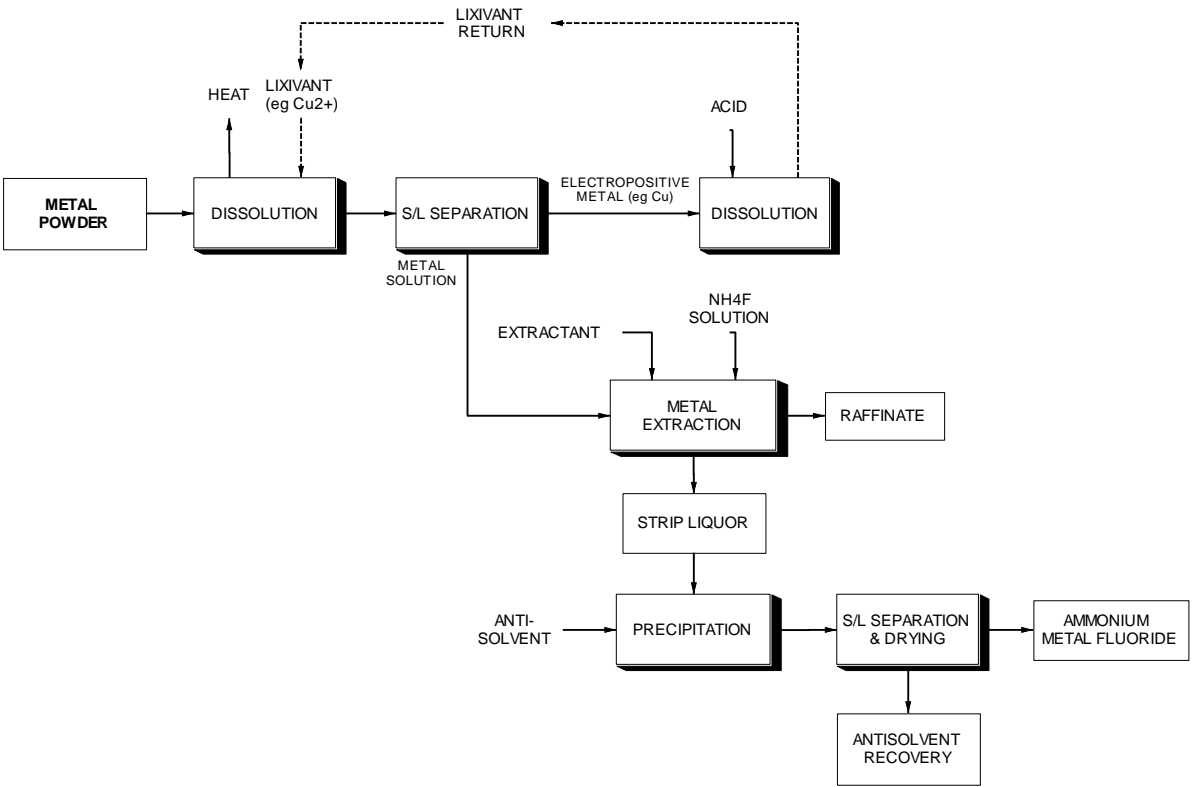 LIXIVANT
RETURN
HEAT
LIXIVANT
(eg Cu2+)
ACID
METAL
POWDER
DISSOLUTION
S/L SEPARATION
ELECTROPOSITIVE
METAL (eg Cu)
DISSOLUTION
METAL
SOLUTION
NH4F
SOLUTION
EXTRACTANT
METAL
EXTRACTION
RAFFINATE
STRIP LIQUOR
ANTI-
SOLVENT
PRECIPITATION
S/L SEPARATION
& DRYING
AMMONIUM
METAL FLUORIDE
ANTISOLVENT
RECOVERY